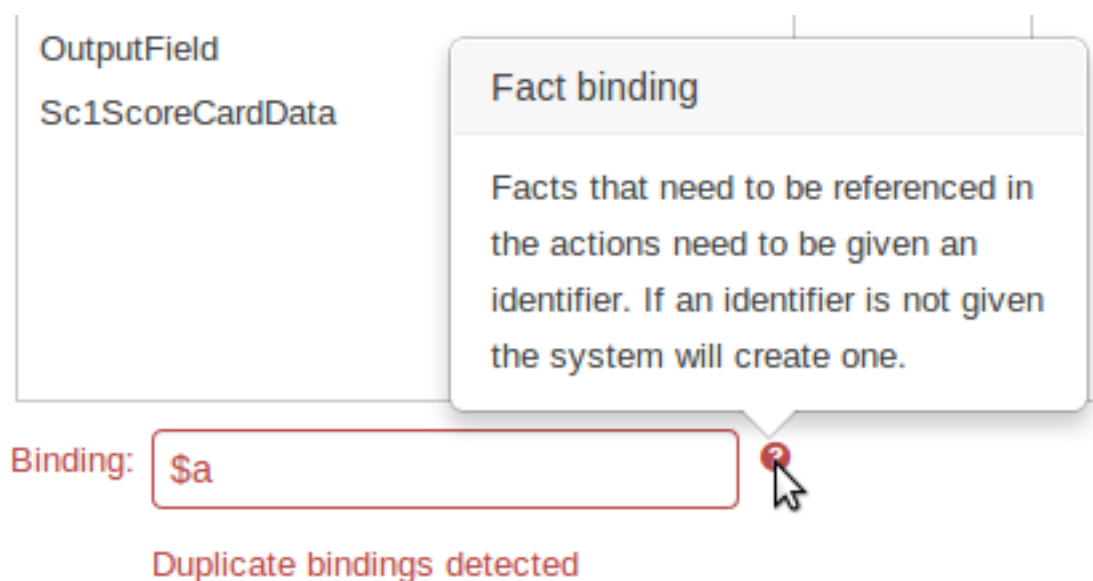 OutputField
Sc1ScoreCardData
Fact binding
Facts that need to be referenced in
the actions need to be given an
identifier. If an identifier is not given
the system will create one.
Binding:
$a
?
Duplicate bindings detected